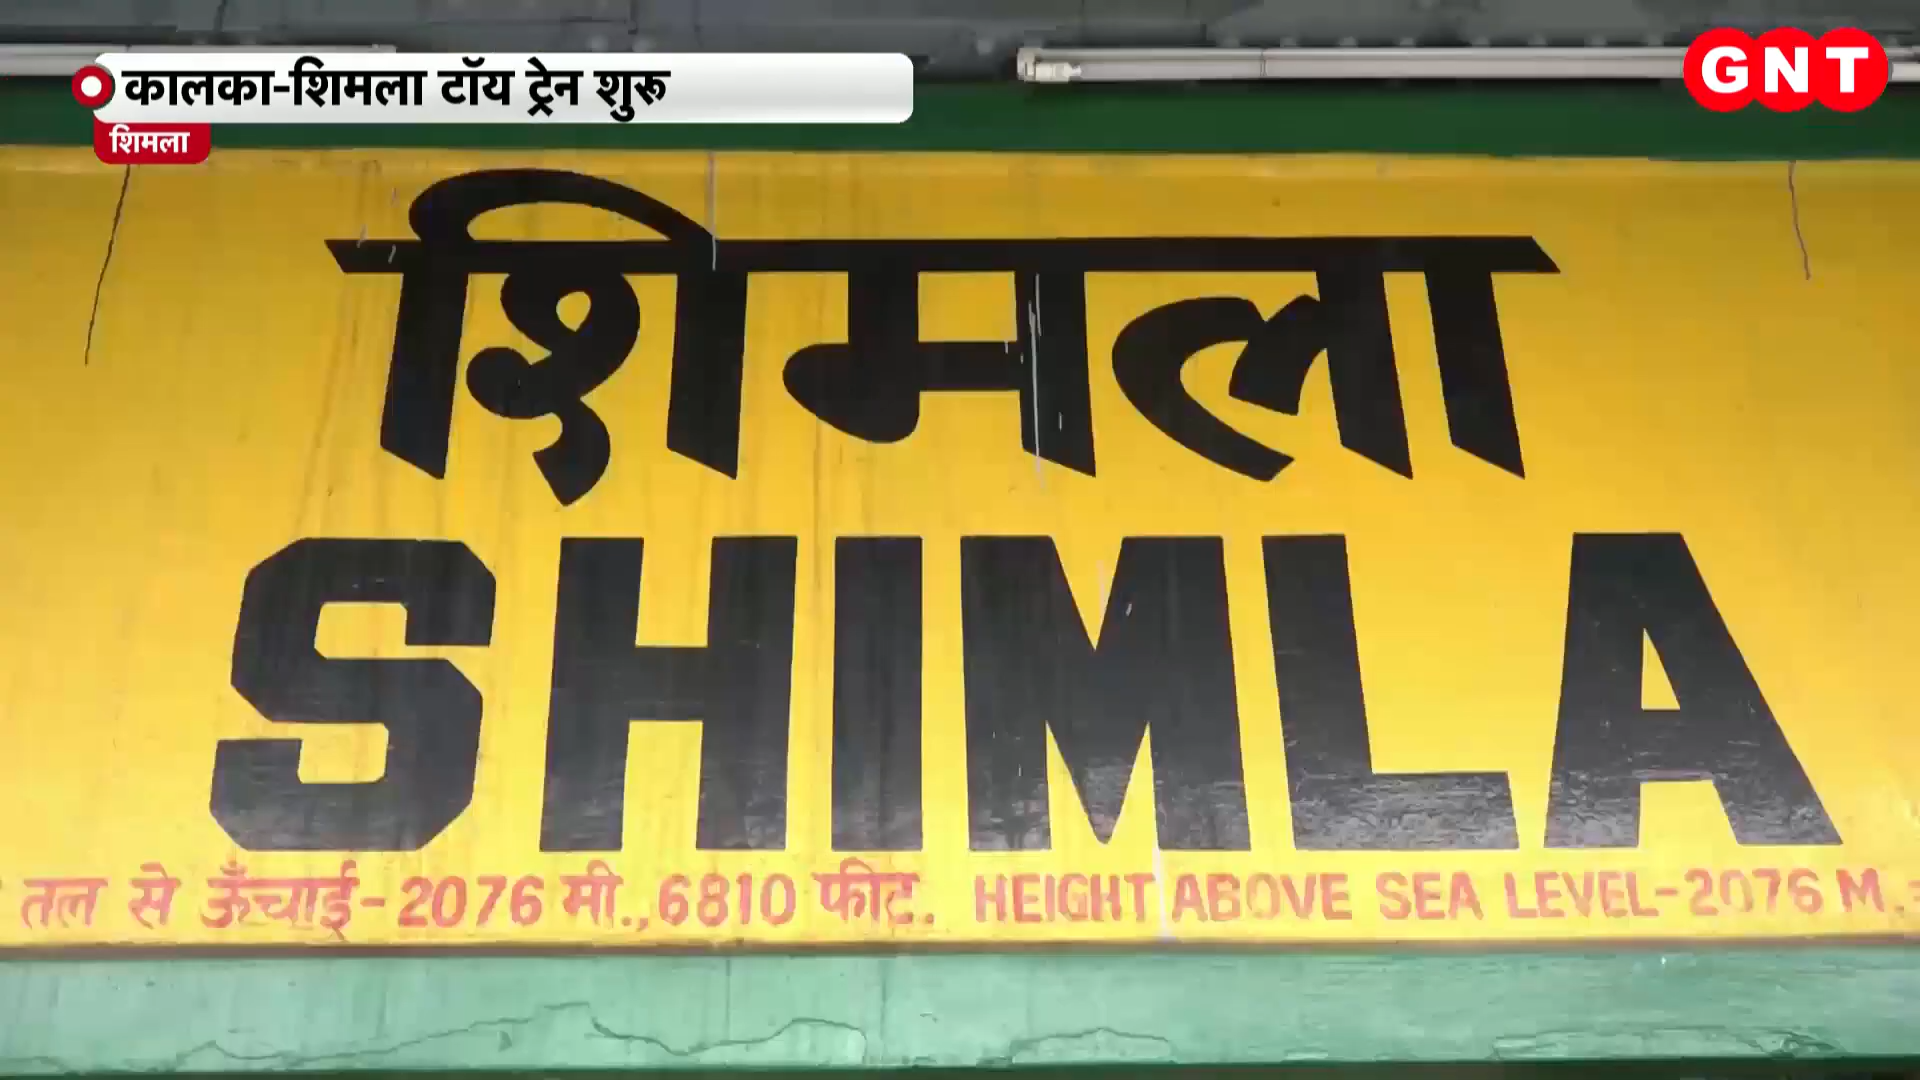 कालका-शिमला टॉय ट्रेन शुरू
GNT
शिमला
शिमला
SHIMLA
तल से ऊँचाई-2076 मी.,6810 फीट. HEIGHT ABOVE SEA LEVEL-2076 M.